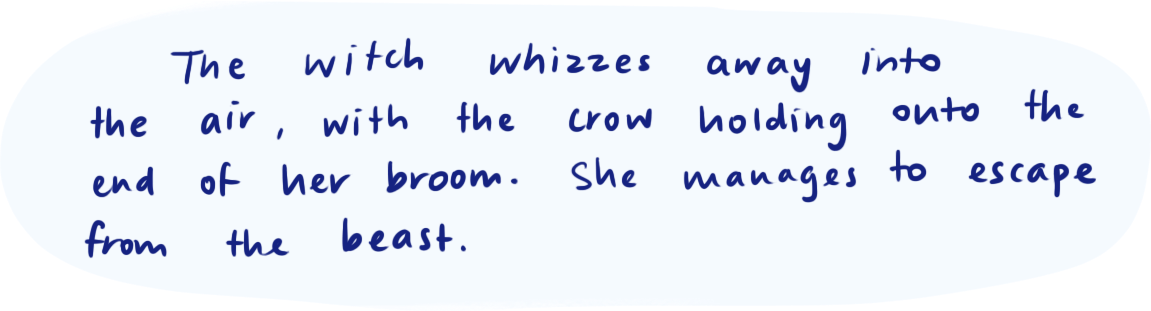 The witch whizzes away into
the air, with the crow holding onto the
end of her broom. She manages to escape
from the beast.